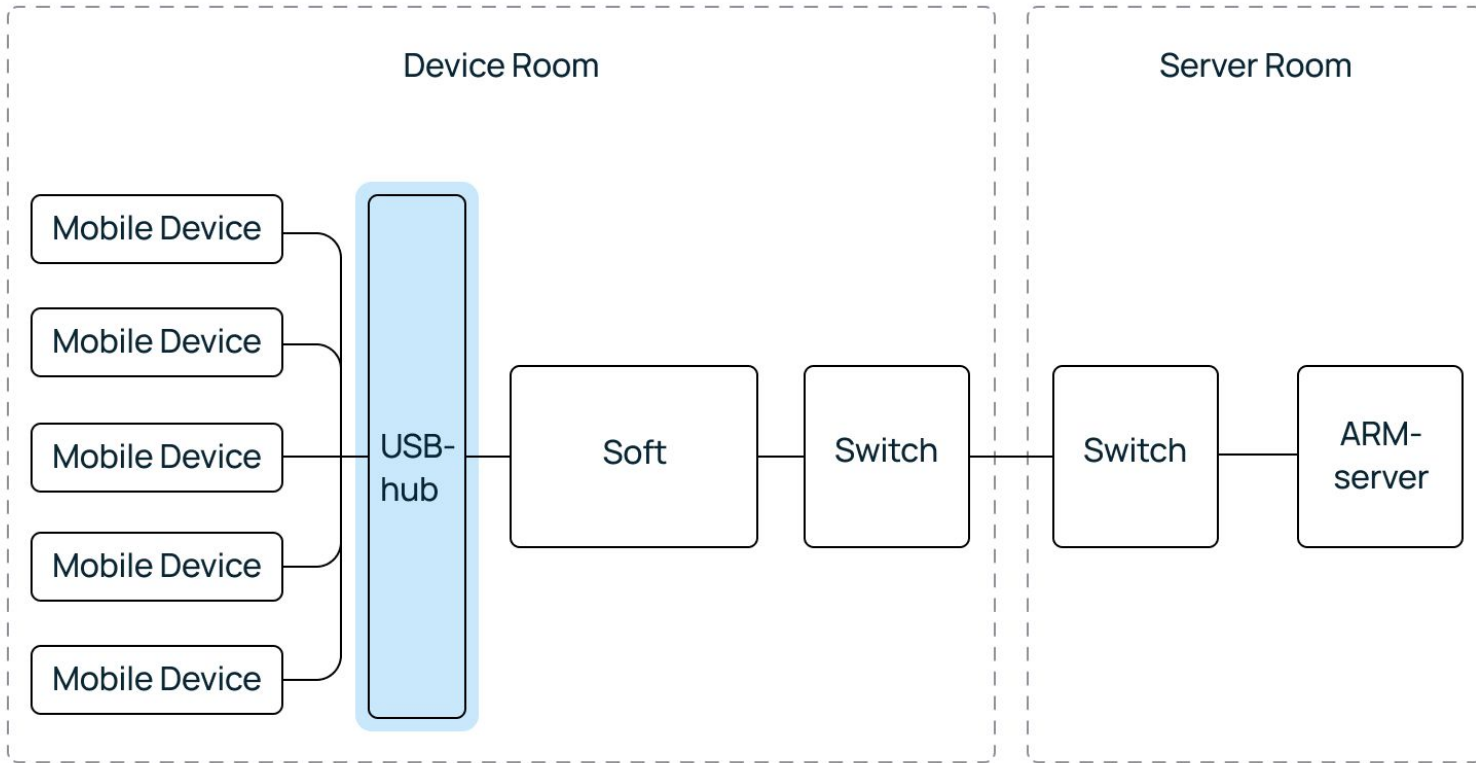 Device Room
Server Room
Mobile Device
Mobile Device
Mobile Device
Mobile Device
Mobile Device
USB-
hub
Soft
Switch
Switch
ARM-
server